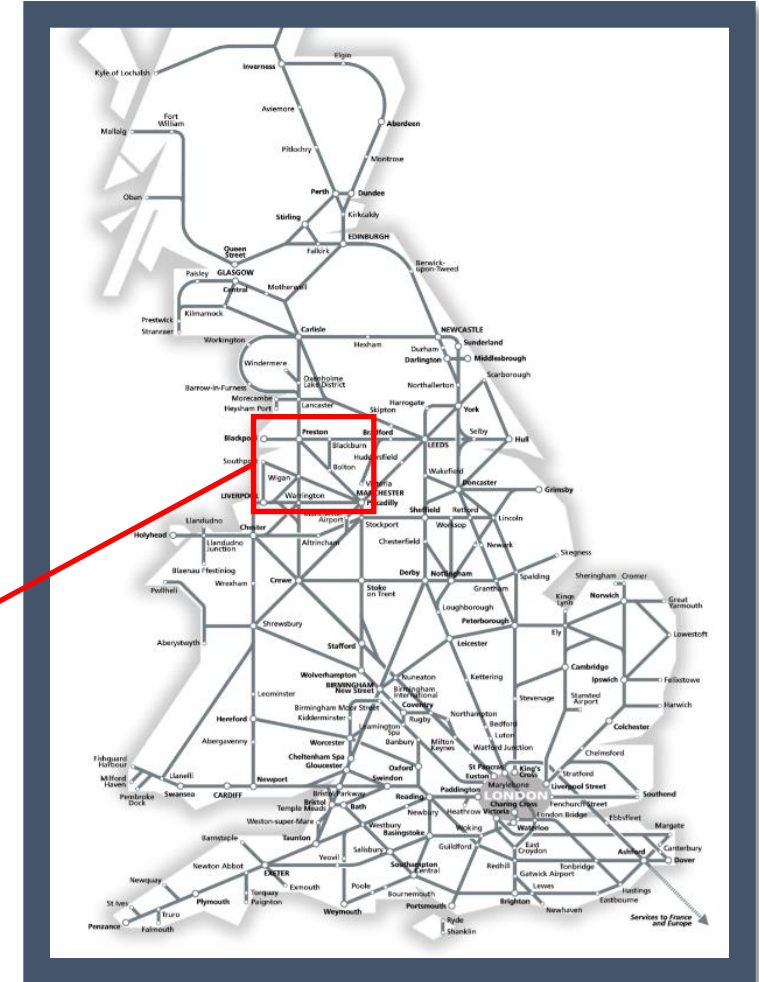 Elgin
Inverness
Kyle of Lochalsh
Aviemore
Fort
William
Mallaig
Aberdeen
Pitlochry
Montrose
Perth
Dundee
Oban
Stirling
Kirkcaldy
EDINBURGH
Queen
Street
Falkirk
Berwick-
upon-Tweed
Paisley
GLASGOW
Central
Motherwell
Prestwick
Kilmarnock
Stranraer
Carlisle
NEWCASTLE
Workington
Hexham
Durham
Sunderland
Darlington
Middlesbrough
Windermere
Scarborough
Oxenholme
Lake District
Barrow-in-Furness
Northallerton
Morecambe
Heysham Port
Lancaster
Harrogate
Skipton
York
Blackpool
Preston
Bradford
Selby
Hull
Blackburn
LEEDS
Southport
Huddersfield
Bolton
Wakefield
Wigan
Victoria
Doncaster
LIVERPOOL
Warrington
MANCHESTER
Piccadilly
Grimsby
Manchester
Airport
Sheffield
Retford
Lincoln
Llandudno
Chester
Stockport
Worksop
Holyhead
Llandudno
Junction
Altrincham
Chesterfield
Newark
Skegness
Blaenau Ffestiniog
Wrexham
Crewe
Stoke
on Trent
Derby
Nottingham
Spalding
Sheringham
Cromer
Pwllheli
Grantham
Kings
Lynn
Norwich
Great
Yarmouth
Loughborough
Aberystwyth
Shrewsbury
Peterborough
Ely
Lowestoft
Stafford
Leicester
Wolverhampton
Nuneaton
Kettering
Cambridge
BIRMINGHAM
New Street
Birmingham
International
Ipswich
Felixstowe
Leominster
Coventry
Stevenage
Stansted
Airport
Harwich
Birmingham Moor Street
Kidderminster
Rugby
Northampton
Hereford
Leamington
Spa
Bedford
Colchester
Abergavenny
Worcester
Banbury
Milton
Keynes
Luton
Watford Junction
Chelmsford
Cheltenham Spa
Gloucester
Oxford
St Pancras
King's
Cross
Fishguard
Harbour
Euston
Stratford
Milford
Haven
Llanelli
Newport
Swindon
Paddington
Marylebone
Liverpool Street
Pembroke
Dock
Swansea
CARDIFF
Bristol Parkway
Reading
LONDON
Southend
Bristol
Temple Meads
Bath
Newbury
Heathrow
Victoria
Charing Cross
Fenchurch Street
London Bridge
Ebbsfleet
Weston-super-Mare
Westbury
Basingstoke
Woking
Waterloo
Margate
Barnstaple
Taunton
Guildford
East
Croydon
Canterbury
Yeovil
Salisbury
Ashford
Dover
Newton Abbot
Southampton
Central
Redhill
Tonbridge
Gatwick Airport
EXETER
Newquay
Exmouth
Poole
Bournemouth
Lewes
Hastings
Eastbourne
St Ives
Plymouth
Torquay
Paignton
Weymouth
Portsmouth
Brighton
Newhaven
Truro
Penzance
Falmouth
Ryde
Shanklin
Services to France
and Europe